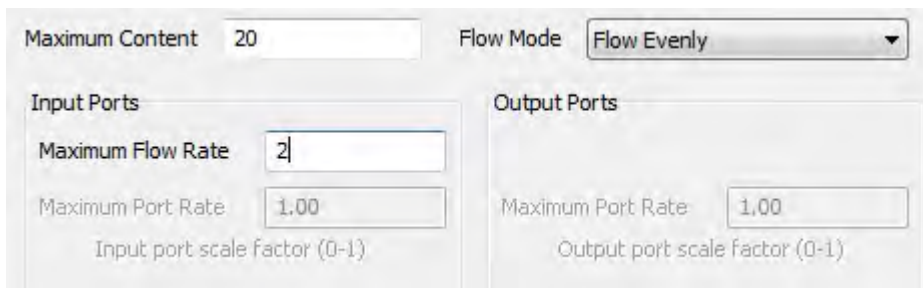 Maximum Content 20 Flow Mode Flow Evenly
Input Ports Output Ports
Maximum Flow Rate 2
Maximum Port Rate 1.00 Maximum Port Rate 1.00
Input port scale factor (0-1) Output port scale factor (0-1)